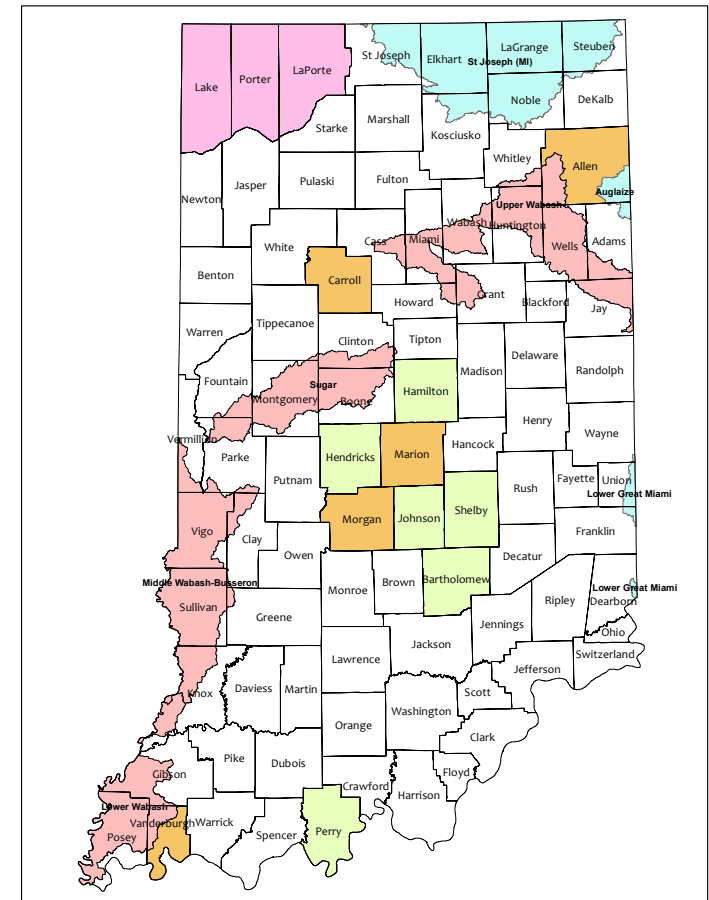 Steuben
LaGrange
St Joseph
Elkhart
St Joseph (MI)
LaPorte
Porter
Lake
Noble
DeKalb
Marshall
Starke
Kosciusko
Whitley
Allen
Fulton
Pulaski
Jasper
Newton
Auglaize
Upper Wabash
Wabash
Huntington
Cass
Miami
Wells
Adams
White
Benton
Carroll
Grant
Howard
Blackford
Jay
Tippecanoe
Warren
Clinton
Tipton
Delaware
Madison
Randolph
Fountain
Sugar
Hamilton
Montgomery
Boone
Henry
Wayne
Vermillion
Hancock
Marion
Hendricks
Parke
Putnam
Fayette
Union
Rush
Lower Great Miami
Shelby
Johnson
Morgan
Vigo
Franklin
Clay
Owen
Decatur
Bartholomew
Middle Wabash-Busseron
Brown
Monroe
Lower Great Miami
Dearborn
Ripley
Sullivan
Greene
Jennings
Ohio
Jackson
Switzerland
Lawrence
Jefferson
Knox
Daviess
Martin
Scott
Washington
Orange
Clark
Pike
Dubois
Gibson
Floyd
Crawford
Harrison
Lower Wabash
Vanderburgh
Warrick
Posey
Spencer
Perry